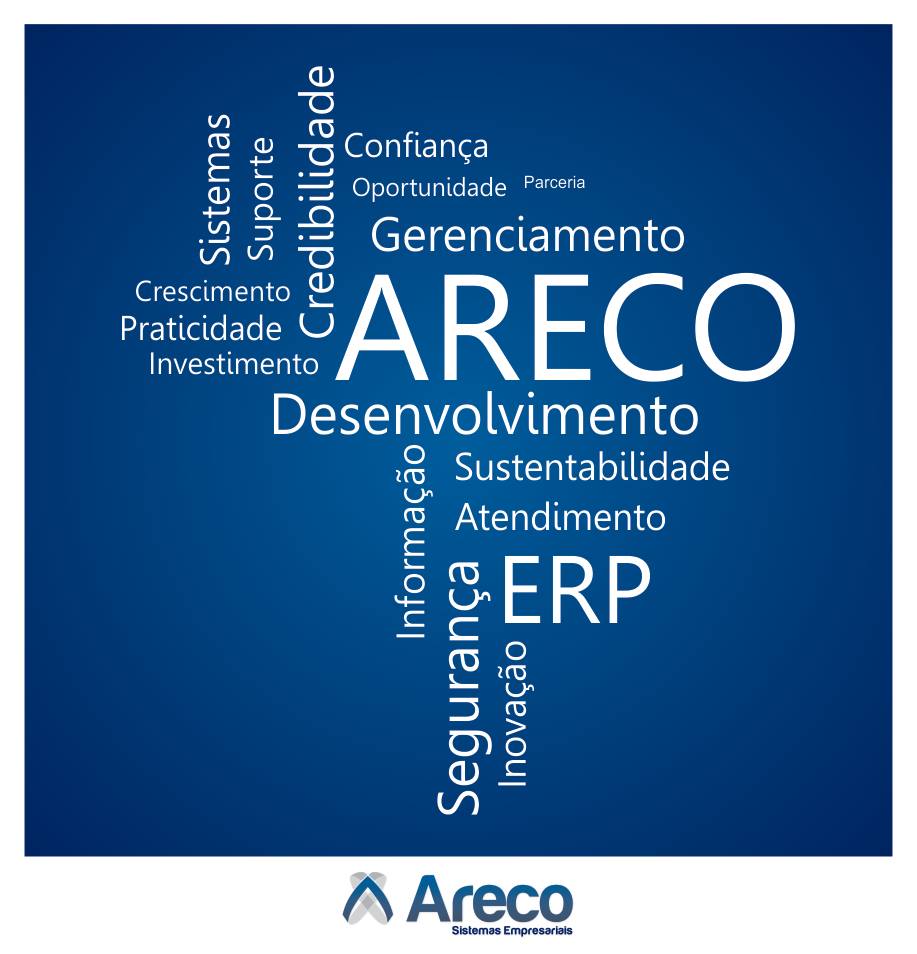 Sistemas
Suporte
Credibilidade
Confiança
Oportunidade
Parceria
Gerenciamento
Crescimento
Praticidade
Investimento
ARECO
Desenvolvimento
Informação
Sustentabilidade
Atendimento
Segurança
ERP
Inovação
Areco
Sistemas Empresariais